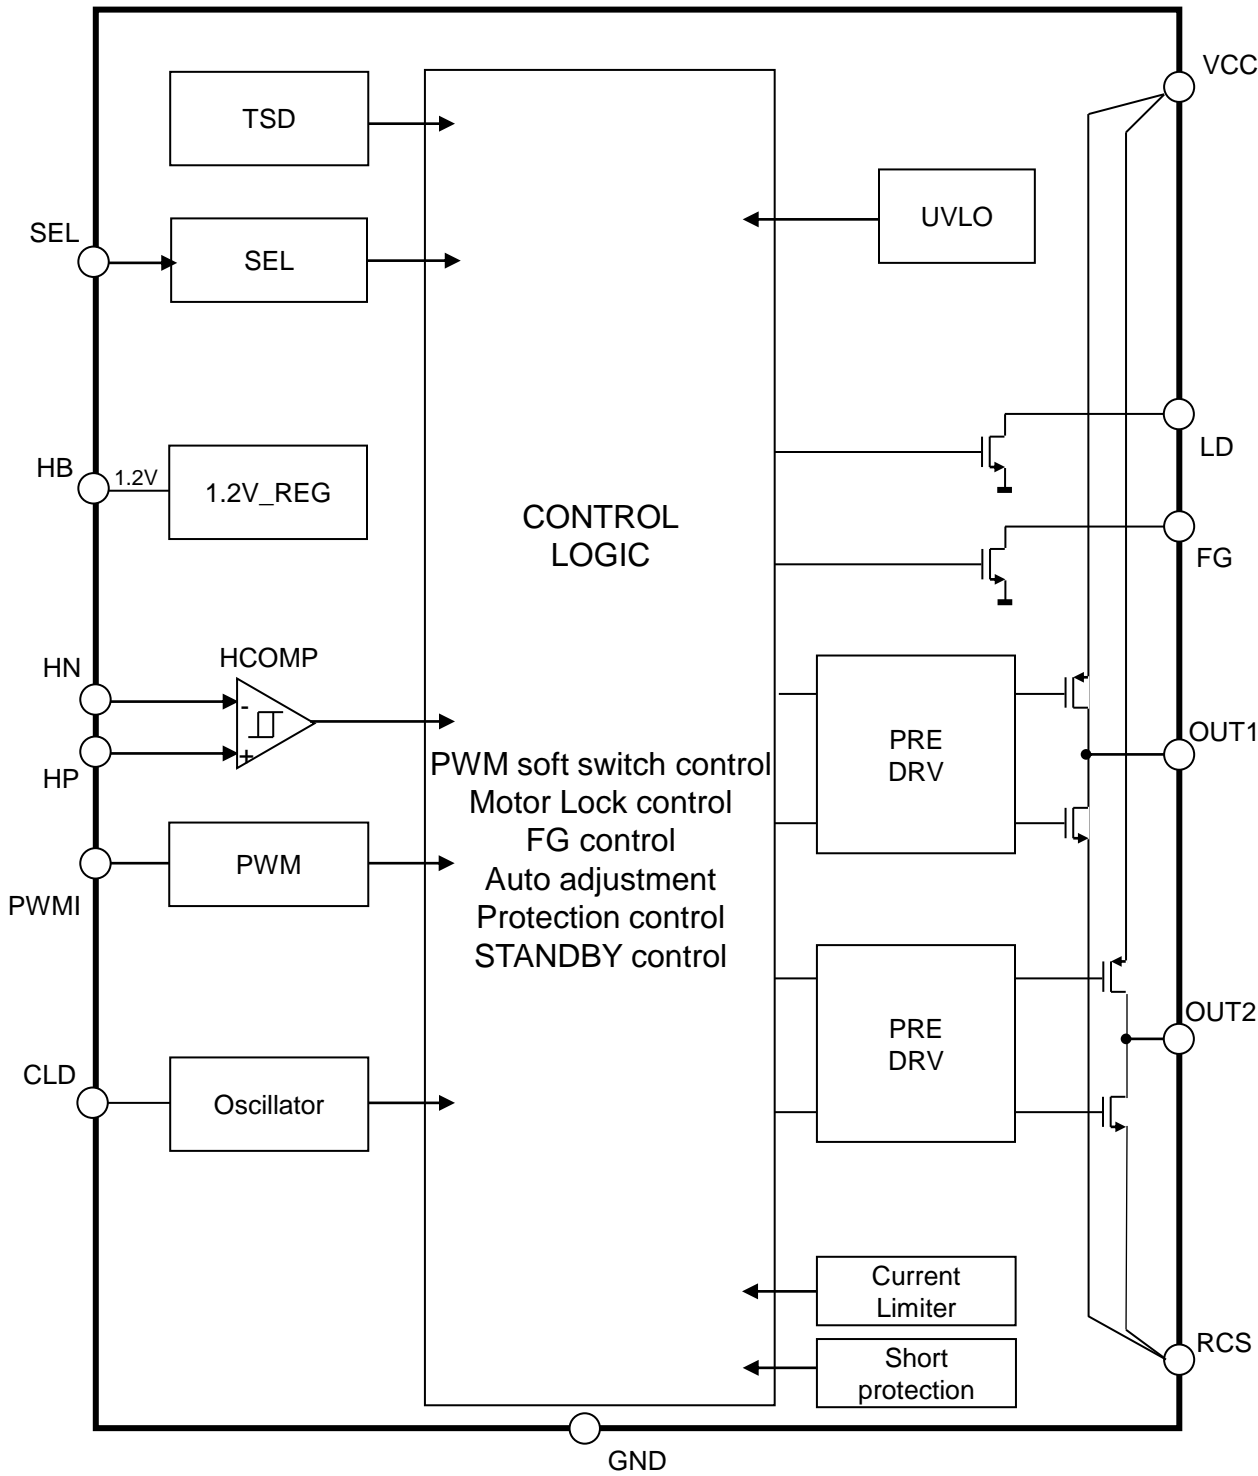 VCC
TSD
UVLO
SEL
SEL
LD
HB
1.2V
1.2V_REG
CONTROL
LOGIC
FG
HN
HCOMP
-
+
HP
OUT1
PRE
DRV
PWM soft switch control
Motor Lock control
FG control
Auto adjustment
Protection control
STANDBY control
PWM
PWMI
OUT2
PRE
DRV
CLD
Oscillator
Current
Limiter
RCS
Short
protection
GND